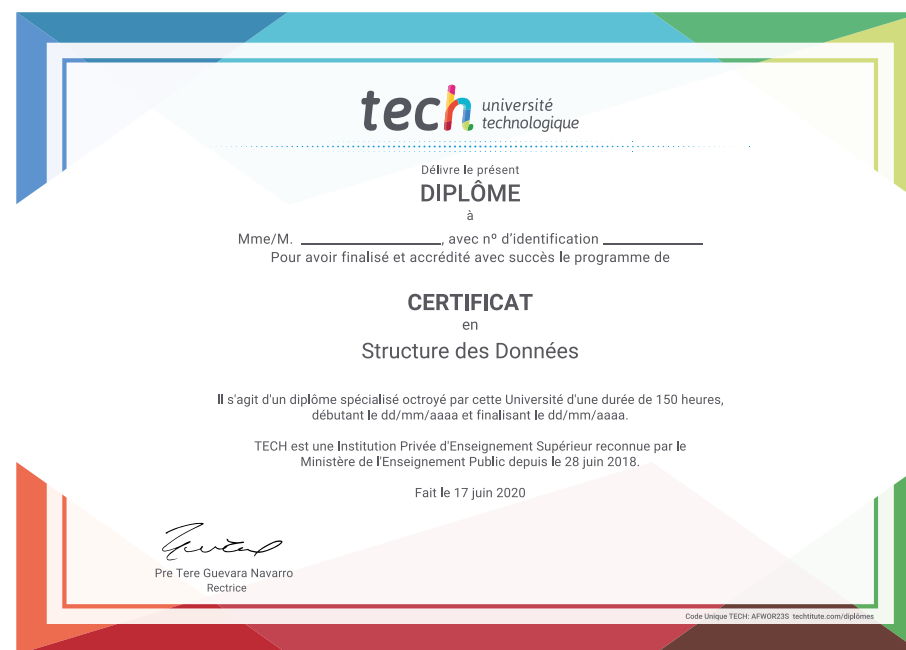 tech université
technologique
Délivre le présent
DIPLÔME
à
Mme/M. ____________________, avec nº d'identification ______________
Pour avoir finalisé et accrédité avec succès le programme de
CERTIFICAT
en
Structure des Données
Il s'agit d'un diplôme spécialisé octroyé par cette Université d'une durée de 150 heures,
débutant le dd/mm/aaaa et finalisant le dd/mm/aaaa.
TECH est une Institution Privée d'Enseignement Supérieur reconnue par le
Ministère de l'Enseignement Public depuis le 28 juin 2018.
Fait le 17 juin 2020
Pre Tere Guevara Navarro
Rectrice
Code Unique TECH: AFWOR23S techtitute.com/diplômes